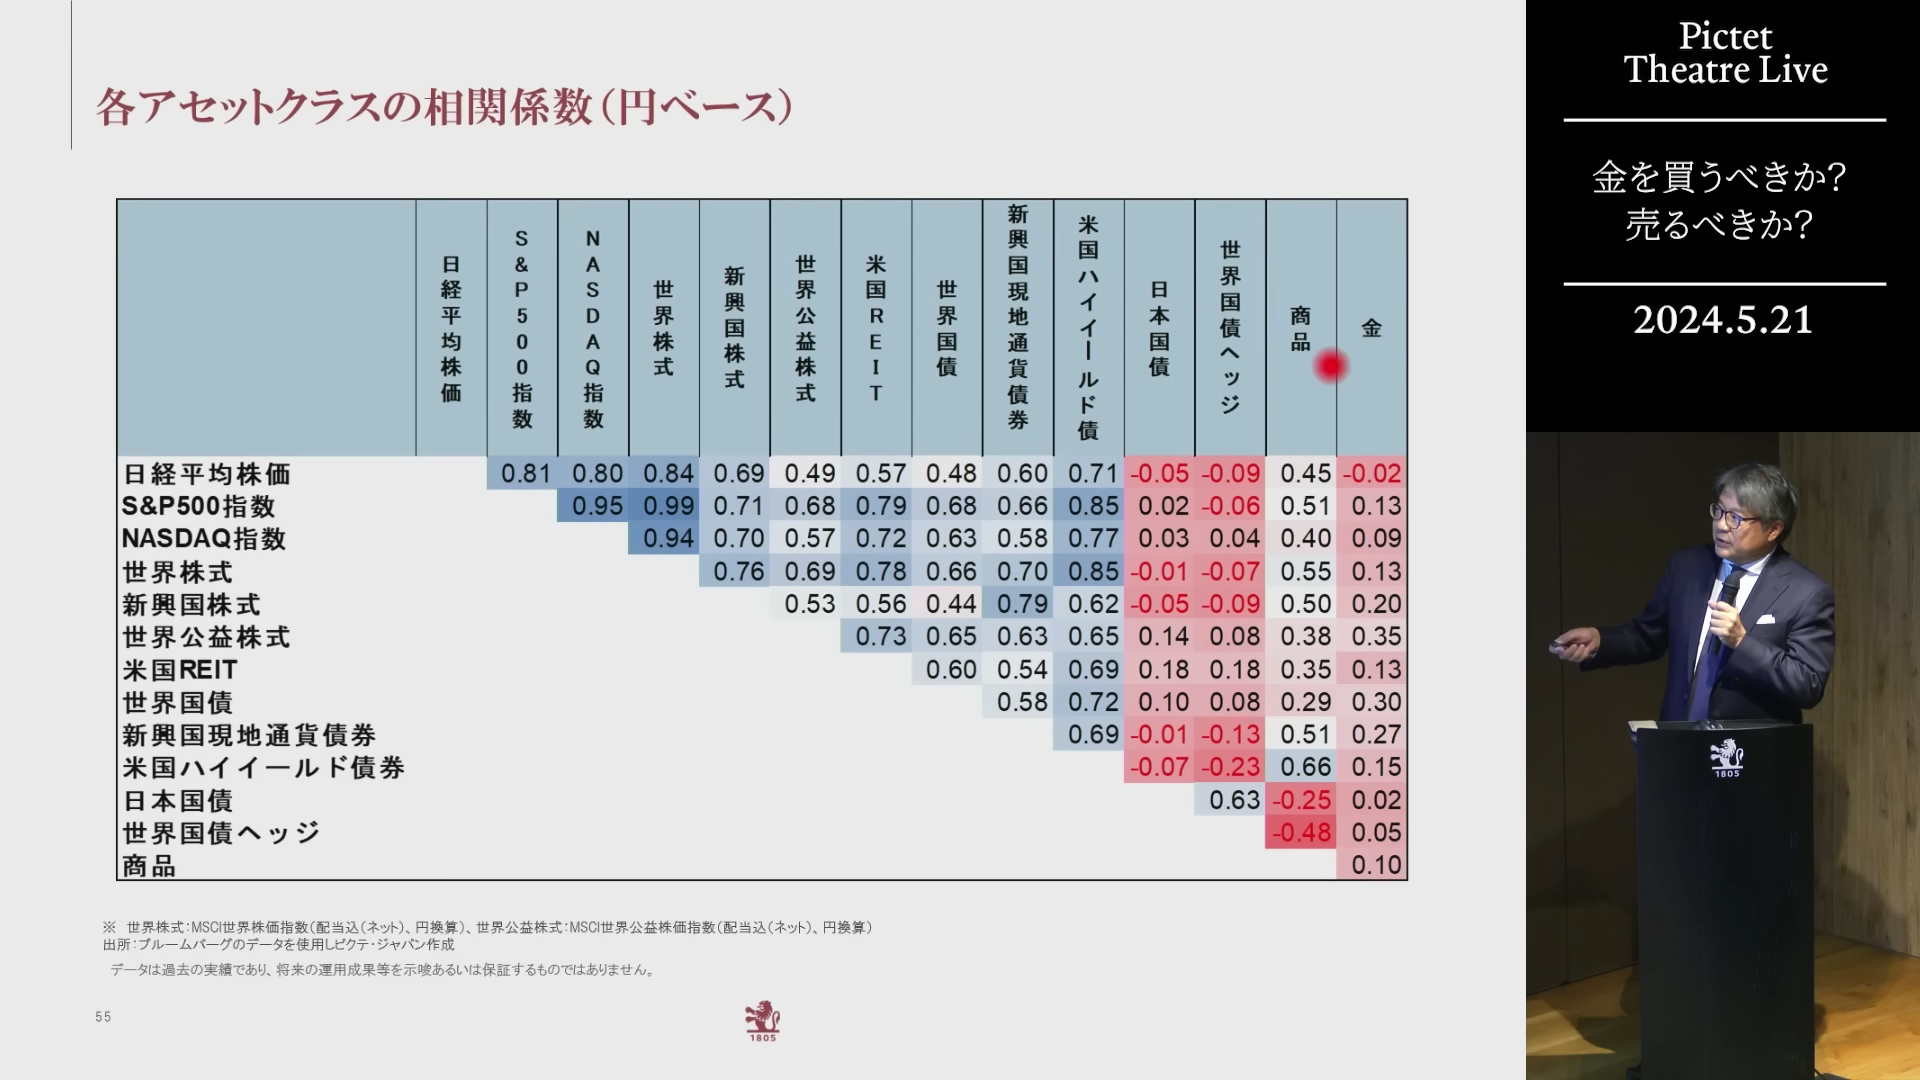 各アセットクラスの相関係数（円ベース）
日経平均株価 S&P500指数 NASDAQ指数 世界株式 新興国株式 世界公益株式 米国REIT 世界国債 新興国現地通貨債券 米国ハイイールド債 日本国債 世界国債ヘッジ 商品 金
日経平均株価 0.81 0.80 0.84 0.69 0.49 0.57 0.48 0.60 0.71 -0.05 -0.09 0.45 -0.02
S&P500指数 0.95 0.99 0.71 0.68 0.79 0.68 0.66 0.85 0.02 -0.06 0.51 0.13
NASDAQ指数 0.94 0.70 0.57 0.72 0.63 0.58 0.77 0.03 0.04 0.40 0.09
世界株式 0.76 0.69 0.78 0.66 0.70 0.85 -0.01 -0.07 0.55 0.13
新興国株式 0.53 0.56 0.44 0.79 0.62 -0.05 -0.09 0.50 0.20
世界公益株式 0.73 0.65 0.63 0.65 0.14 0.08 0.38 0.35
米国REIT 0.60 0.54 0.69 0.18 0.18 0.35 0.13
世界国債 0.58 0.72 0.10 0.08 0.29 0.30
新興国現地通貨債券 0.69 -0.01 -0.13 0.51 0.27
米国ハイイールド債券 -0.07 -0.23 0.66 0.15
日本国債 0.63 -0.25 0.02
世界国債ヘッジ -0.48 0.05
商品 0.10
※ 世界株式：MSCI世界株価指数（配当込（ネット）、円換算）、世界公益株式：MSCI世界公益株価指数（配当込（ネット）、円換算）
出所：ブルームバーグのデータを使用しピクテ・ジャパン作成
データは過去の実績であり、将来の運用成果等を示唆あるいは保証するものではありません。
55
1805
Pictet
Theatre Live
金を買うべきか？
売るべきか？
2024.5.21
1805